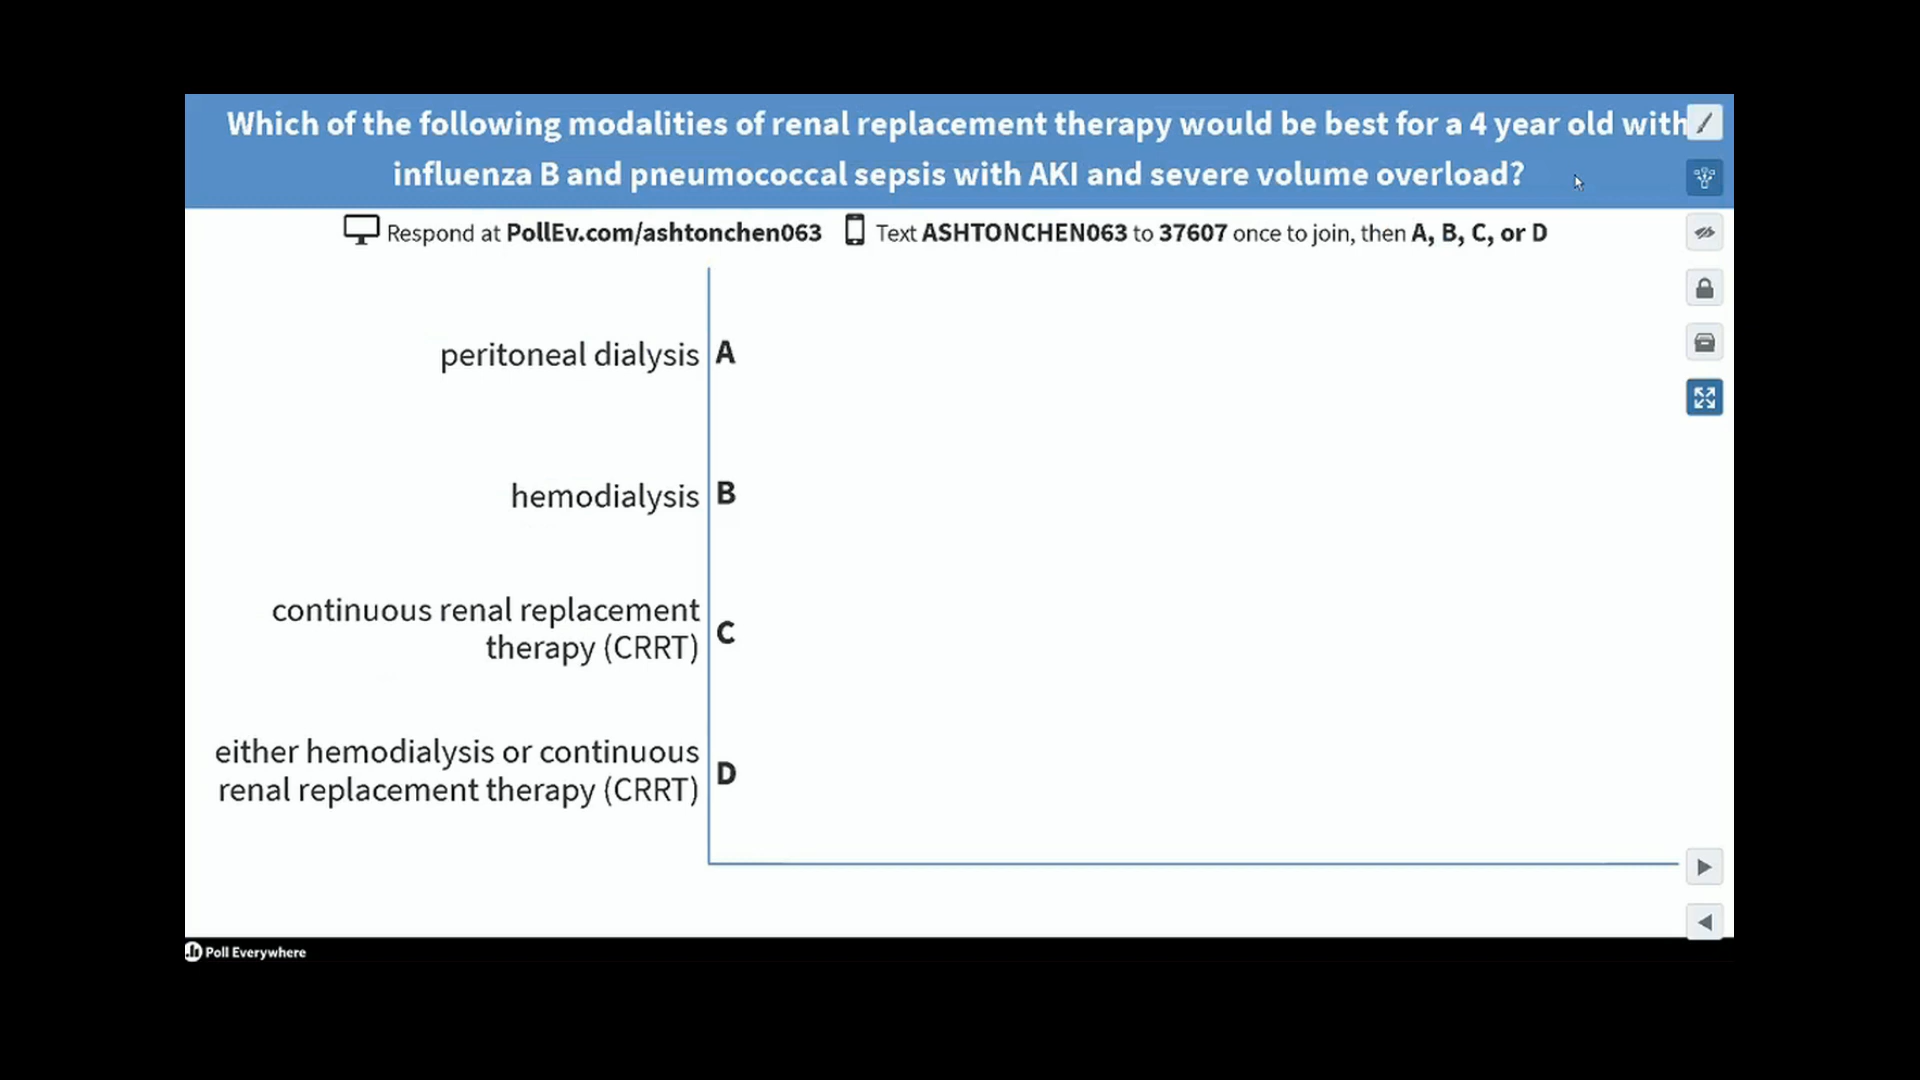 Which of the following modalities of renal replacement therapy would be best for a 4 year old with
influenza B and pneumococcal sepsis with AKI and severe volume overload?
Respond at PollEv.com/ashtonchen063 Text ASHTONCHEN063 to 37607 once to join, then A, B, C, or D
peritoneal dialysis A
hemodialysis B
continuous renal replacement
therapy (CRRT) C
either hemodialysis or continuous
renal replacement therapy (CRRT) D
Poll Everywhere